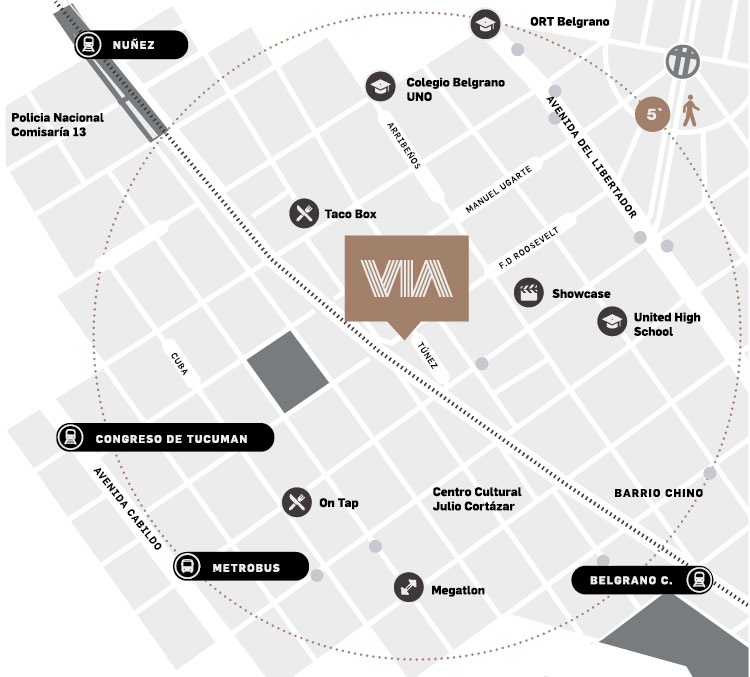 ORT Belgrano
NUÑEZ
Colegio Belgrano
UNO
AVENIDA DEL LIBERTADOR
5`
Policia Nacional
Comisaría 13
ARRIBEÑOS
MANUEL UGARTE
Taco Box
F.D ROOSEVELT
VIA
Showcase
United High
School
TÚNEZ
CUBA
CONGRESO DE TUCUMAN
AVENIDA CABILDO
On Tap
Centro Cultural
Julio Cortázar
BARRIO CHINO
METROBUS
BELGRANO C.
Megatlon